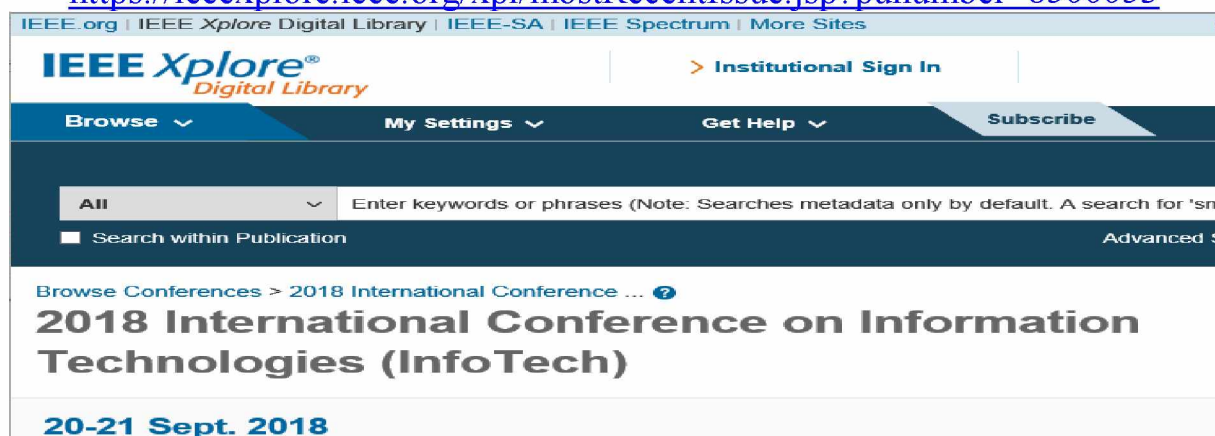 IEEE.org | IEEE Xplore Digital Library | IEEE-SA | IEEE Spectrum | More Sites
IEEE Xplore®
Digital Library
> Institutional Sign In
Browse
My Settings
Get Help
Subscribe
All
Enter keywords or phrases (Note: Searches metadata only by default. A search for 'sn
Search within Publication
Advanced S
Browse Conferences > 2018 International Conference ... ?
2018 International Conference on Information
Technologies (InfoTech)
20-21 Sept. 2018